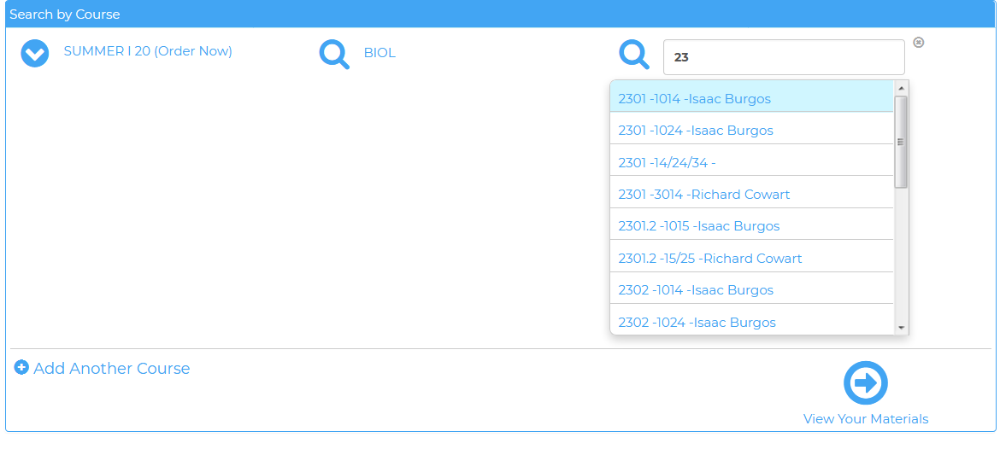 Search by Course
SUMMER I 20 (Order Now)
BIOL
23
2301 -1014 -Isaac Burgos
2301 -1024 -Isaac Burgos
2301 -14/24/34 -
2301 -3014 -Richard Cowart
2301.2 -1015 -Isaac Burgos
2301.2 -15/25 -Richard Cowart
2302 -1014 -Isaac Burgos
2302 -1024 -Isaac Burgos
Add Another Course
View Your Materials